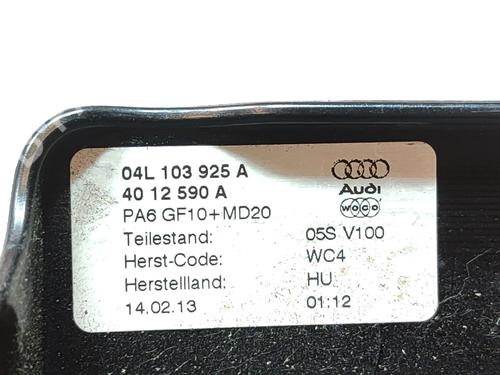 04L 103 925 A
40 12 590 A
Audi
PA6 GF10+MD20
WOCO
Teilestand: 05S V100
Herst-Code: WC4
Herstellland: HU
14.02.13 01:12